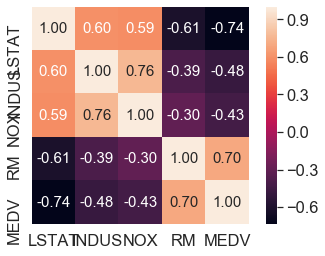 LSTAT 1.00 0.60 0.59 -0.61 -0.74
INDUS 0.60 1.00 0.76 -0.39 -0.48
NOX 0.59 0.76 1.00 -0.30 -0.43
RM -0.61 -0.39 -0.30 1.00 0.70
MEDV -0.74 -0.48 -0.43 0.70 1.00
LSTAT INDUS NOX RM MEDV
0.9
0.6
0.3
0.0
-0.3
-0.6